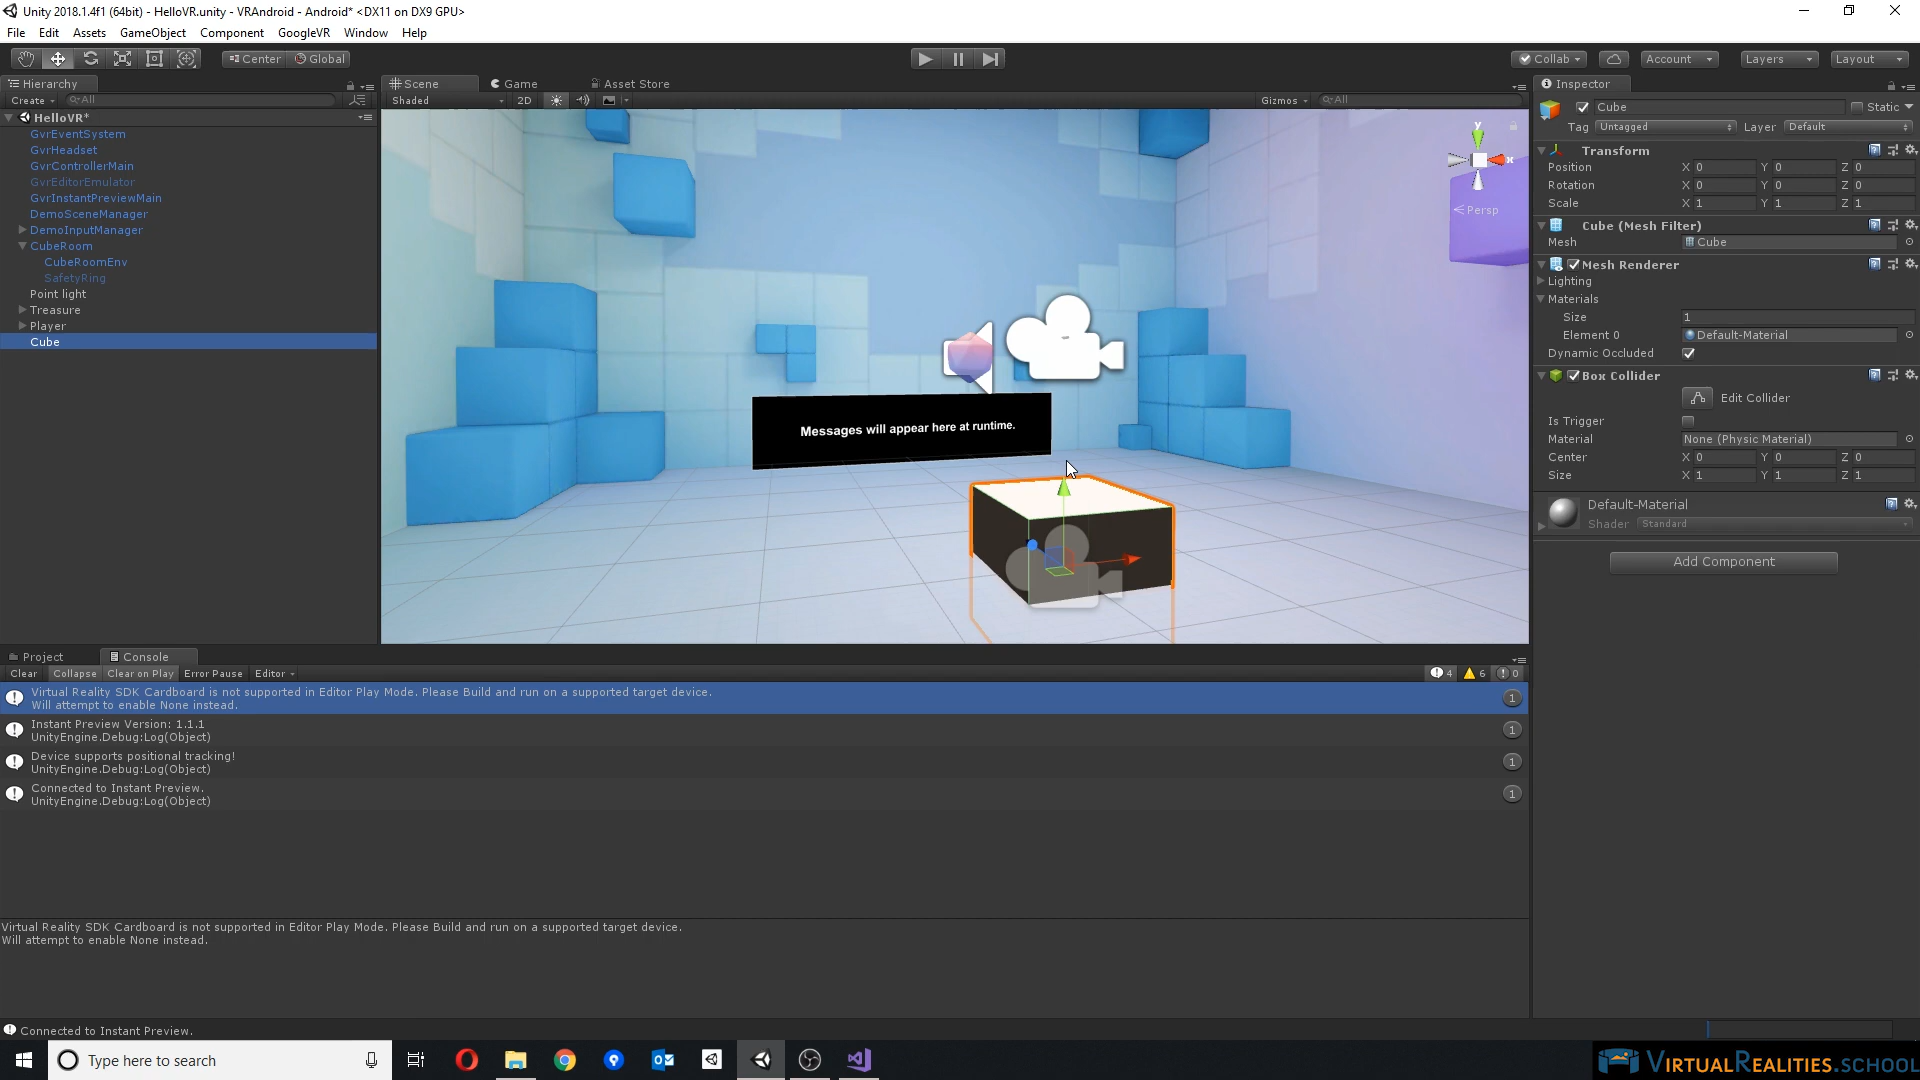 Unity 2018.1.4f1 (64bit) - HelloVR.unity - VRAndroid - Android* <DX11 on DX9 GPU>
File Edit Assets GameObject Component GoogleVR Window Help
Center Global Collab Account Layers Layout
Hierarchy
Create All
HelloVR*
GvrEventSystem
GvrHeadset
GvrControllerMain
GvrEditorEmulator
GvrInstantPreviewMain
DemoSceneManager
DemoInputManager
CubeRoom
CubeRoomEnv
SafetyRing
Point light
Treasure
Player
Cube
Scene Game Asset Store
Shaded 2D Gizmos All
y
x
Persp
Messages will appear here at runtime.
Inspector
Cube Static
Tag Untagged Layer Default
Transform
Position X 0 Y 0 Z 0
Rotation X 0 Y 0 Z 0
Scale X 1 Y 1 Z 1
Cube (Mesh Filter)
Mesh Cube
Mesh Renderer
Lighting
Materials
Size 1
Element 0 Default-Material
Dynamic Occluded
Box Collider
Edit Collider
Is Trigger
Material None (Physic Material)
Center X 0 Y 0 Z 0
Size X 1 Y 1 Z 1
Default-Material
Shader Standard
Add Component
Project Console
Clear Collapse Clear on Play Error Pause Editor 4 6 0
Virtual Reality SDK Cardboard is not supported in Editor Play Mode. Please Build and run on a supported target device.
Will attempt to enable None instead.
1
Instant Preview Version: 1.1.1
UnityEngine.Debug:Log(Object)
1
Device supports positional tracking!
UnityEngine.Debug:Log(Object)
1
Connected to Instant Preview.
UnityEngine.Debug:Log(Object)
1
Virtual Reality SDK Cardboard is not supported in Editor Play Mode. Please Build and run on a supported target device.
Will attempt to enable None instead.
Connected to Instant Preview.
Type here to search
VIRTUALREALITIES.SCHOOL